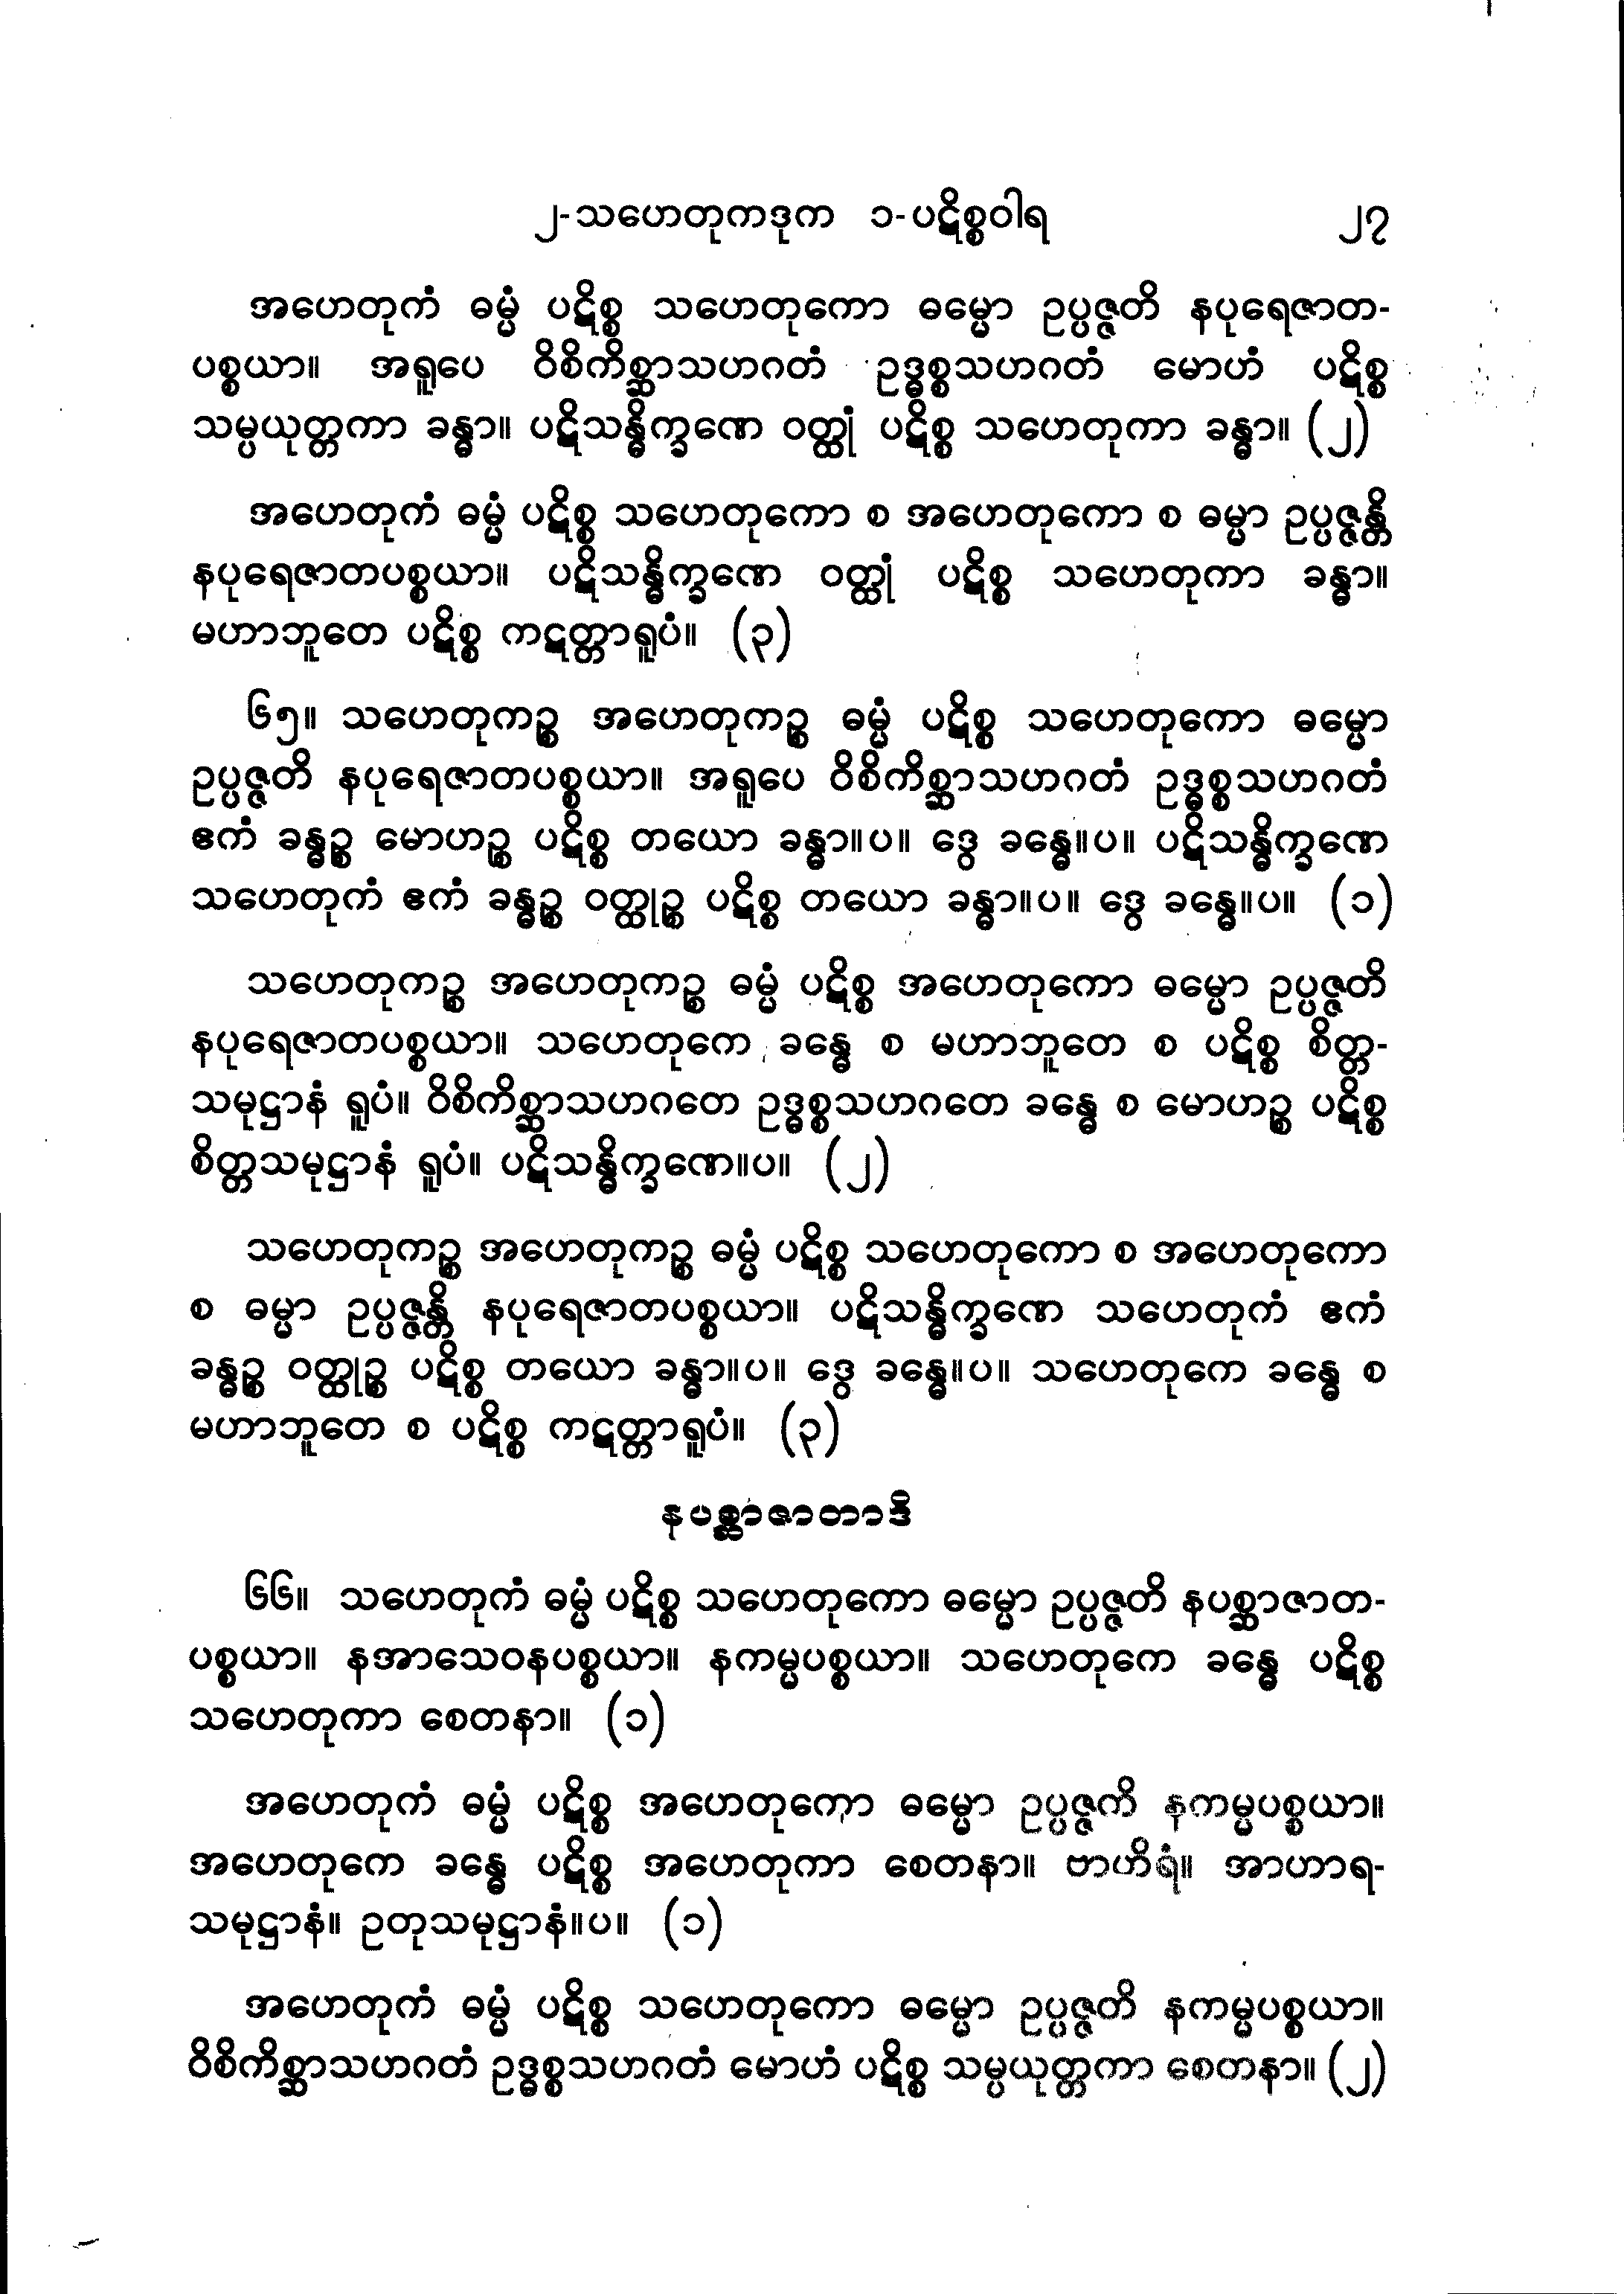 ၂-သဟေတုကဒုက ၁-ပဋိစ္စဝါရ ၂၇
အဟေတုကံ ဓမ္မံ ပဋိစ္စ သဟေတုကော ဓမ္မော ဥပ္ပဇ္ဇတိ နပုရေဇာတ-
ပစ္စယာ။ အရူပေ ဝိစိကိစ္ဆာသဟဂတံ ဥဒ္ဓစ္စသဟဂတံ မောဟံ ပဋိစ္စ
သမ္ပယုတ္တကာ ခန္ဓာ။ ပဋိသန္ဓိက္ခဏေ ဝတ္ထုံ ပဋိစ္စ သဟေတုကာ ခန္ဓာ။ (၂)
အဟေတုကံ ဓမ္မံ ပဋိစ္စ သဟေတုကော စ အဟေတုကော စ ဓမ္မာ ဥပ္ပဇ္ဇန္တိ
နပုရေဇာတပစ္စယာ။ ပဋိသန္ဓိက္ခဏေ ဝတ္ထုံ ပဋိစ္စ သဟေတုကာ ခန္ဓာ။
မဟာဘူတေ ပဋိစ္စ ကဋတ္တာရူပံ။ (၃)
၆၅။ သဟေတုကဉ္စ အဟေတုကဉ္စ ဓမ္မံ ပဋိစ္စ သဟေတုကော ဓမ္မော
ဥပ္ပဇ္ဇတိ နပုရေဇာတပစ္စယာ။ အရူပေ ဝိစိကိစ္ဆာသဟဂတံ ဥဒ္ဓစ္စသဟဂတံ
ဧကံ ခန္ဓဉ္စ မောဟဉ္စ ပဋိစ္စ တယော ခန္ဓာ။ပ။ ဒွေ ခန္ဓေ။ပ။ ပဋိသန္ဓိက္ခဏေ
သဟေတုကံ ဧကံ ခန္ဓဉ္စ ဝတ္ထုဉ္စ ပဋိစ္စ တယော ခန္ဓာ။ပ။ ဒွေ ခန္ဓေ။ပ။ (၁)
သဟေတုကဉ္စ အဟေတုကဉ္စ ဓမ္မံ ပဋိစ္စ အဟေတုကော ဓမ္မော ဥပ္ပဇ္ဇတိ
နပုရေဇာတပစ္စယာ။ သဟေတုကေ ခန္ဓေ စ မဟာဘူတေ စ ပဋိစ္စ စိတ္တ-
သမုဋ္ဌာနံ ရူပံ။ ဝိစိကိစ္ဆာသဟဂတေ ဥဒ္ဓစ္စသဟဂတေ ခန္ဓေ စ မောဟဉ္စ ပဋိစ္စ
စိတ္တသမုဋ္ဌာနံ ရူပံ။ ပဋိသန္ဓိက္ခဏေ။ပ။ (၂)
သဟေတုကဉ္စ အဟေတုကဉ္စ ဓမ္မံ ပဋိစ္စ သဟေတုကော စ အဟေတုကော
စ ဓမ္မာ ဥပ္ပဇ္ဇန္တိ နပုရေဇာတပစ္စယာ။ ပဋိသန္ဓိက္ခဏေ သဟေတုကံ ဧကံ
ခန္ဓဉ္စ ဝတ္ထုဉ္စ ပဋိစ္စ တယော ခန္ဓာ။ပ။ ဒွေ ခန္ဓေ။ပ။ သဟေတုကေ ခန္ဓေ စ
မဟာဘူတေ စ ပဋိစ္စ ကဋတ္တာရူပံ။ (၃)
နပစ္ဆာဇာတာဒိ
၆၆။ သဟေတုကံ ဓမ္မံ ပဋိစ္စ သဟေတုကော ဓမ္မော ဥပ္ပဇ္ဇတိ နပစ္ဆာဇာတ-
ပစ္စယာ။ နအာသေဝနပစ္စယာ။ နကမ္မပစ္စယာ။ သဟေတုကေ ခန္ဓေ ပဋိစ္စ
သဟေတုကာ စေတနာ။ (၁)
အဟေတုကံ ဓမ္မံ ပဋိစ္စ အဟေတုကော ဓမ္မော ဥပ္ပဇ္ဇကိ နကမ္မပစ္စယာ။
အဟေတုကေ ခန္ဓေ ပဋိစ္စ အဟေတုကာ စေတနာ။ ဗာဟိရံ။ အာဟာရ-
သမုဋ္ဌာနံ။ ဥတုသမုဋ္ဌာနံ။ပ။ (၁)
အဟေတုကံ ဓမ္မံ ပဋိစ္စ သဟေတုကော ဓမ္မော ဥပ္ပဇ္ဇတိ နကမ္မပစ္စယာ။
ဝိစိကိစ္ဆာသဟဂတံ ဥဒ္ဓစ္စသဟဂတံ မောဟံ ပဋိစ္စ သမ္ပယုတ္တကာ စေတနာ။ (၂)